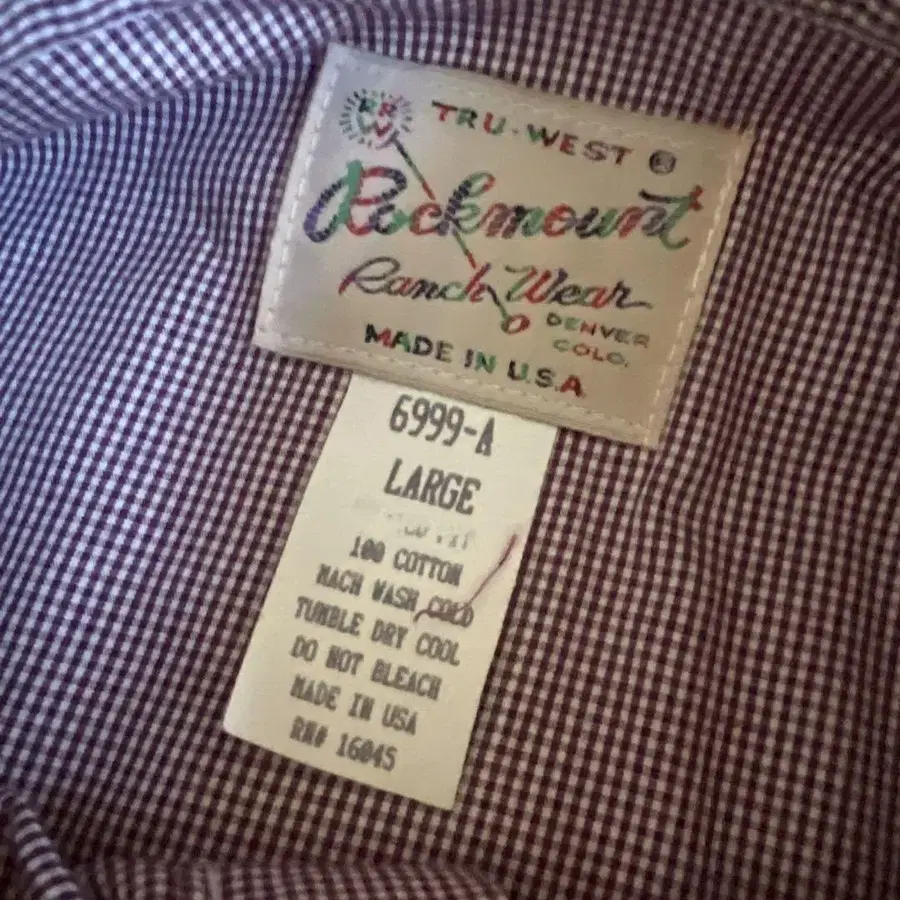 RRW
TRU-WEST ®
Rockmount
Ranch Wear
DENVER
COLO.
MADE IN U.S.A
6999-A
LARGE
100 COTTON
MACH WASH COLD
TUMBLE DRY COOL
DO NOT BLEACH
MADE IN USA
RN# 16045